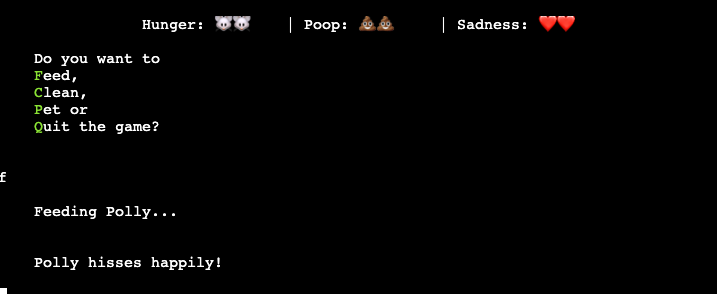 Hunger: 🐭🐭 | Poop: 💩💩 | Sadness: ❤️❤️
Do you want to
Feed,
Clean,
Pet or
Quit the game?
f
Feeding Polly...
Polly hisses happily!